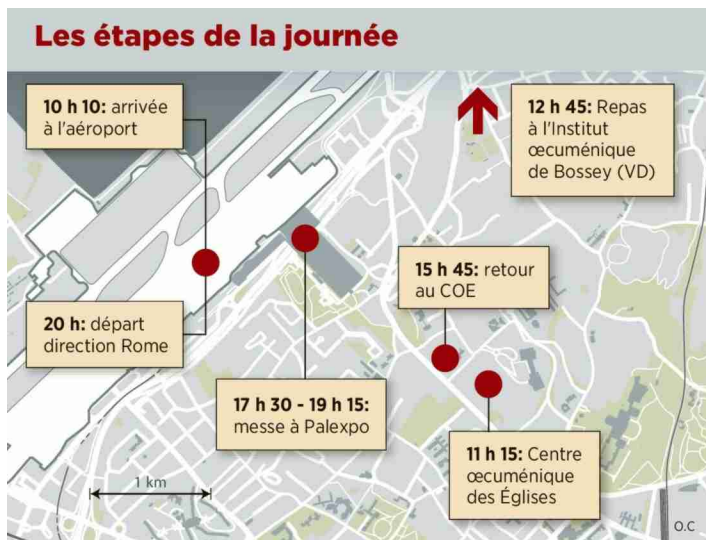 Les étapes de la journée
10 h 10: arrivée
à l'aéroport
12 h 45: Repas
à l'Institut
œcuménique
de Bossey (VD)
15 h 45: retour
au COE
20 h: départ
direction Rome
17 h 30 - 19 h 15:
messe à Palexpo
11 h 15: Centre
œcuménique
des Églises
1 km
O.C